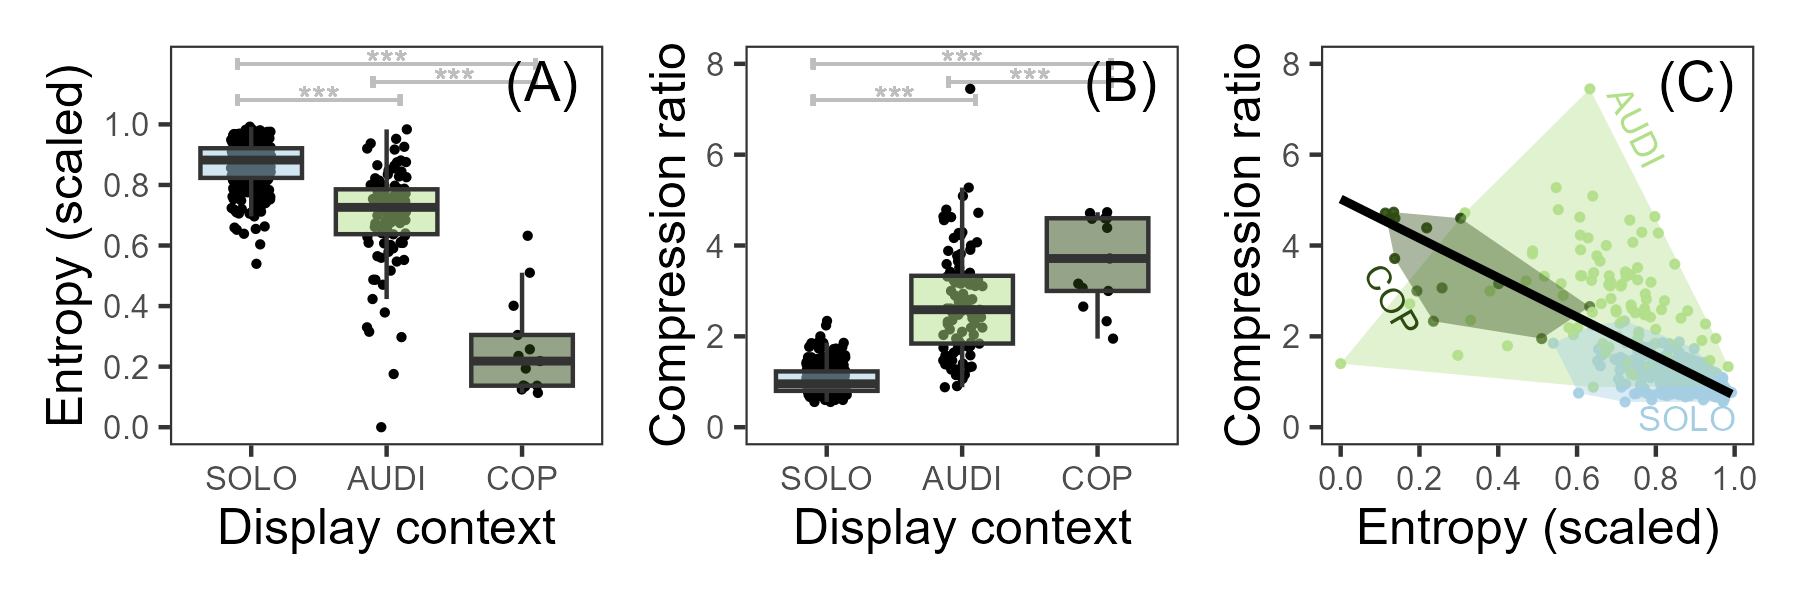 Entropy (scaled)
1.0
0.8
0.6
0.4
0.2
0.0
***
***
***
(A)
SOLO AUDI COP
Display context
Compression ratio
8
6
4
2
0
***
***
***
(B)
SOLO AUDI COP
Display context
Compression ratio
8
6
4
2
0
(C)
AUDI
COP
SOLO
0.0 0.2 0.4 0.6 0.8 1.0
Entropy (scaled)